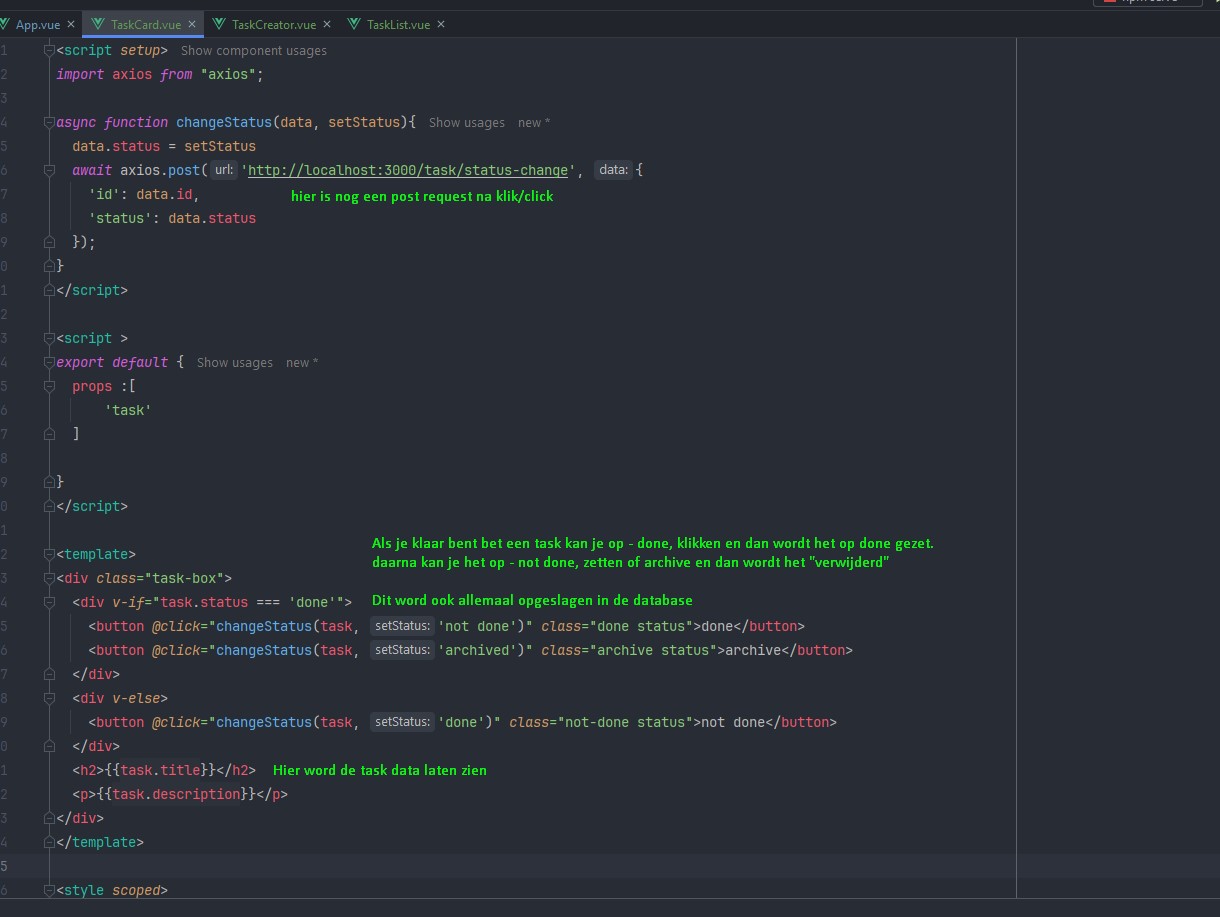 App.vue × TaskCard.vue × TaskCreator.vue × TaskList.vue ×
1 <script setup> Show component usages
2 import axios from "axios";
3
4 async function changeStatus(data, setStatus){ Show usages new *
5 data.status = setStatus
6 await axios.post( url: 'http://localhost:3000/task/status-change', data: {
7 'id': data.id, hier is nog een post request na klik/click
8 'status': data.status
9 });
0 }
1 </script>
2
3 <script >
4 export default { Show usages new *
5 props :[
6 'task'
7 ]
8
9 }
0 </script>
1 Als je klaar bent bet een task kan je op - done, klikken en dan wordt het op done gezet.
2 <template>
daarna kan je het op - not done, zetten of archive en dan wordt het "verwijderd"
3 <div class="task-box">
4 <div v-if="task.status === 'done'"> Dit word ook allemaal opgeslagen in de database
5 <button @click="changeStatus(task, setStatus: 'not done')" class="done status">done</button>
6 <button @click="changeStatus(task, setStatus: 'archived')" class="archive status">archive</button>
7 </div>
8 <div v-else>
9 <button @click="changeStatus(task, setStatus: 'done')" class="not-done status">not done</button>
0 </div>
1 <h2>{{task.title}}</h2> Hier word de task data laten zien
2 <p>{{task.description}}</p>
3 </div>
4 </template>
5
6 <style scoped>